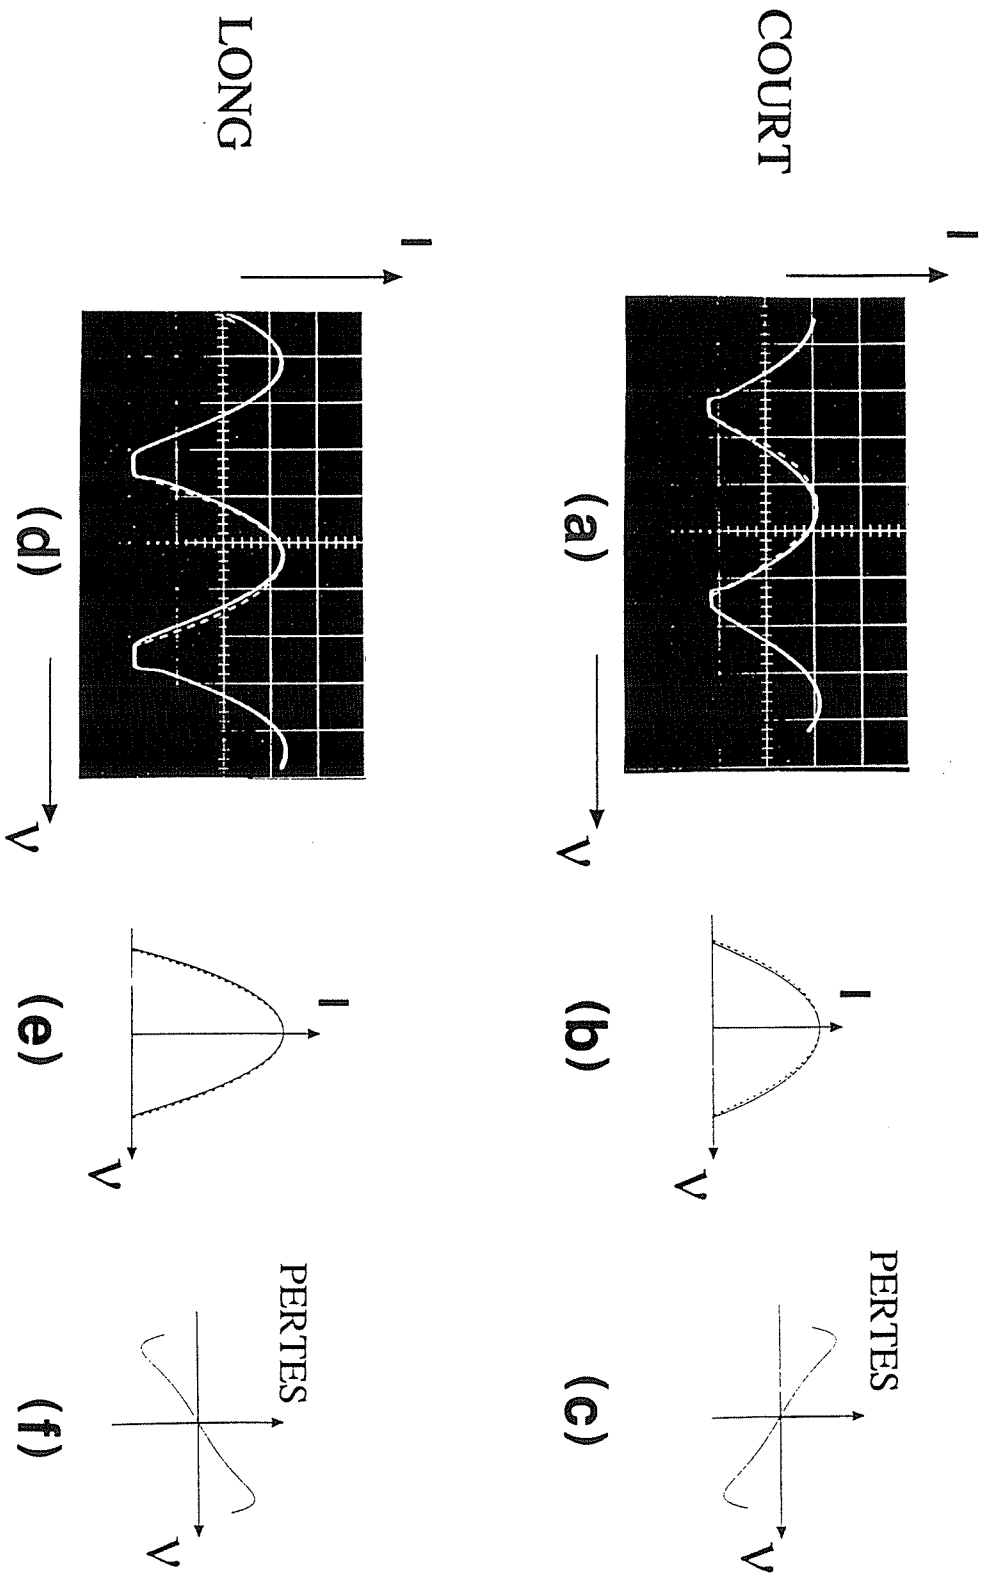 COURT
I
(a)
ν
I
(b)
ν
PERTES
(c)
ν
LONG
I
(d)
ν
I
(e)
ν
PERTES
(f)
ν